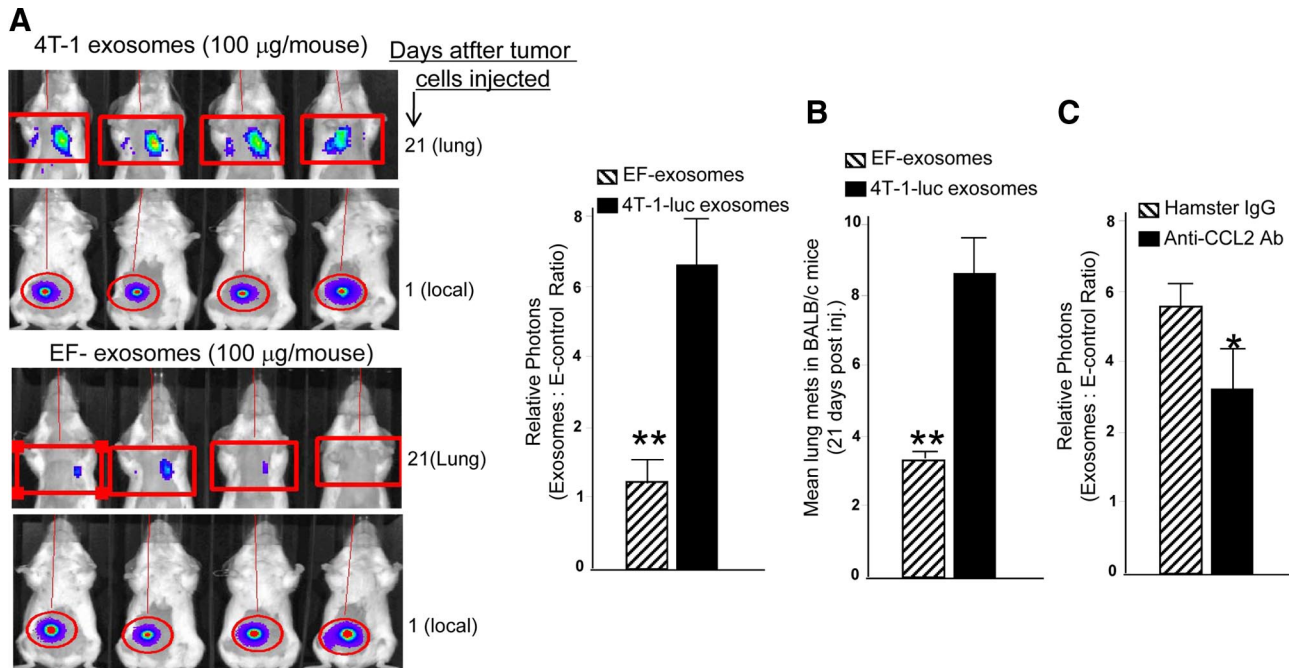 A
4T-1 exosomes (100 µg/mouse)
Days atfter tumor
cells injected
21 (lung)
1 (local)
EF- exosomes (100 µg/mouse)
21(Lung)
1 (local)
EF-exosomes
4T-1-luc exosomes
Relative Photons
(Exosomes : E-control Ratio)
8
6
2
1
0
**
B
EF-exosomes
4T-1-luc exosomes
Mean lung mets in BALB/c mice
(21 days post inj.)
10
8
4
2
0
**
C
Hamster IgG
Anti-CCL2 Ab
Relative Photons
(Exosomes : E-control Ratio)
8
6
4
2
0
*